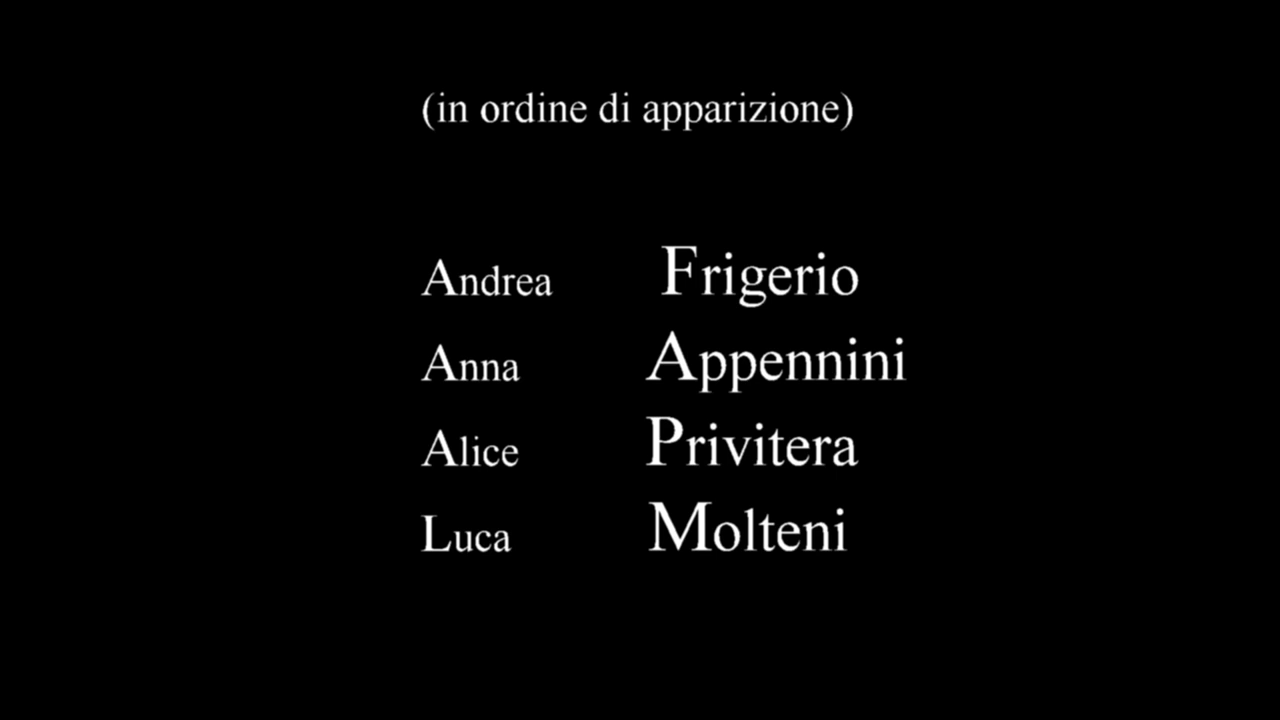 (in ordine di apparizione)
Andrea Frigerio
Anna Appennini
Alice Privitera
Luca Molteni